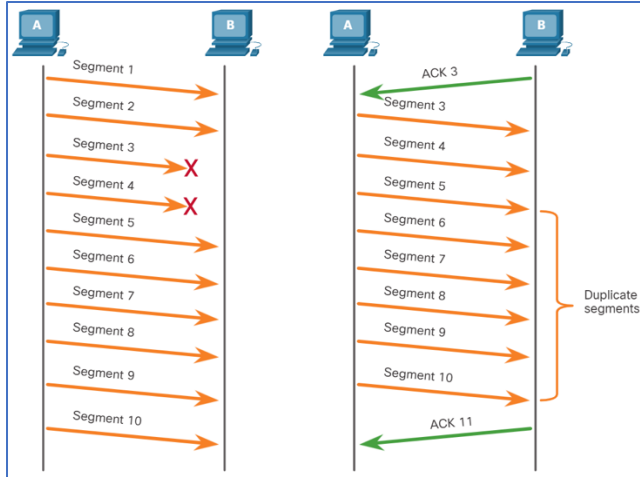 A
B
Segment 1
Segment 2
Segment 3
X
Segment 4
X
Segment 5
Segment 6
Segment 7
Segment 8
Segment 9
Segment 10
A
B
ACK 3
Segment 3
Segment 4
Segment 5
Segment 6
Segment 7
Segment 8
Segment 9
Segment 10
ACK 11
Duplicate
segments